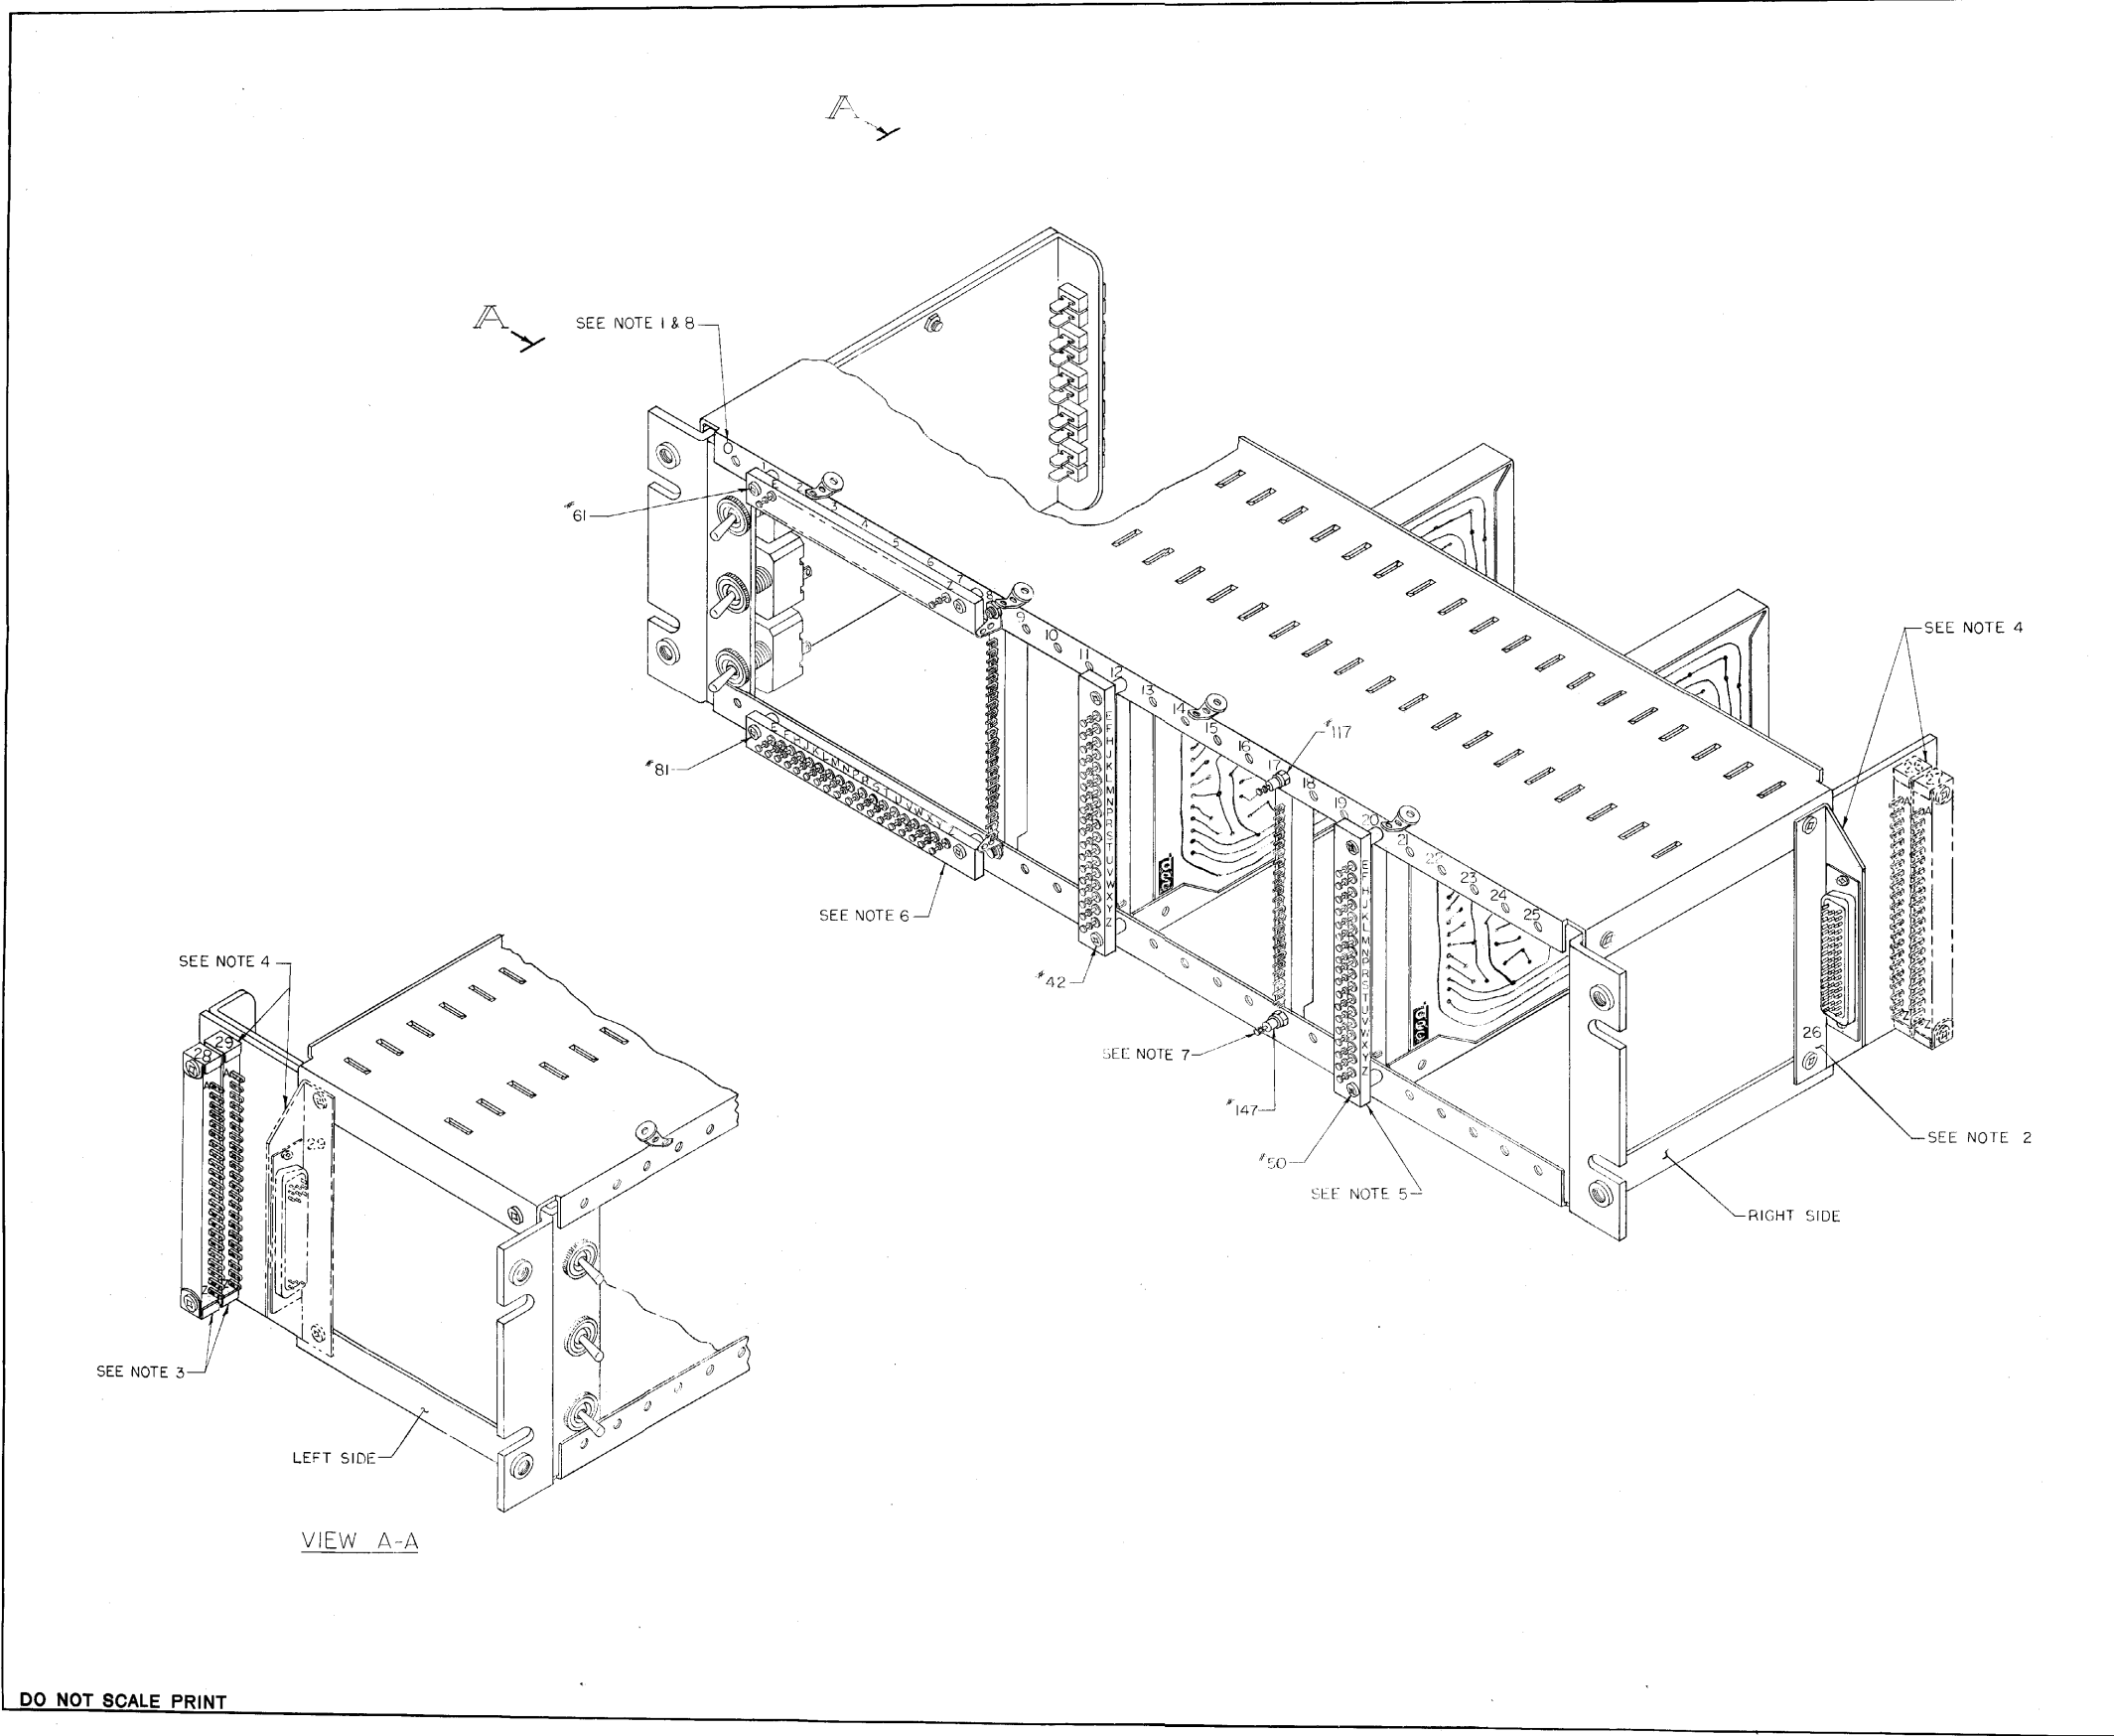 A
A
SEE NOTE 1 & 8
#61
1
E
2
3
4
5
6
7
Z
8
9
10
11
12
13
14
15
16
17
18
19
20
21
22
23
24
25
#117
SEE NOTE 4
27
A
A
Z
Z
#81
E F H J K L M N P R S T U V W X Y Z
E
F
H
J
K
L
M
N
P
R
S
T
U
V
W
X
Y
Z
E
F
H
J
K
L
M
N
P
R
S
T
U
V
W
X
Y
Z
SEE NOTE 6
#42
SEE NOTE 7
#147
#50
SEE NOTE 5
26
SEE NOTE 2
RIGHT SIDE
SEE NOTE 4
28
29
A
A
29
Z
Z
SEE NOTE 3
LEFT SIDE
VIEW A-A
DO NOT SCALE PRINT